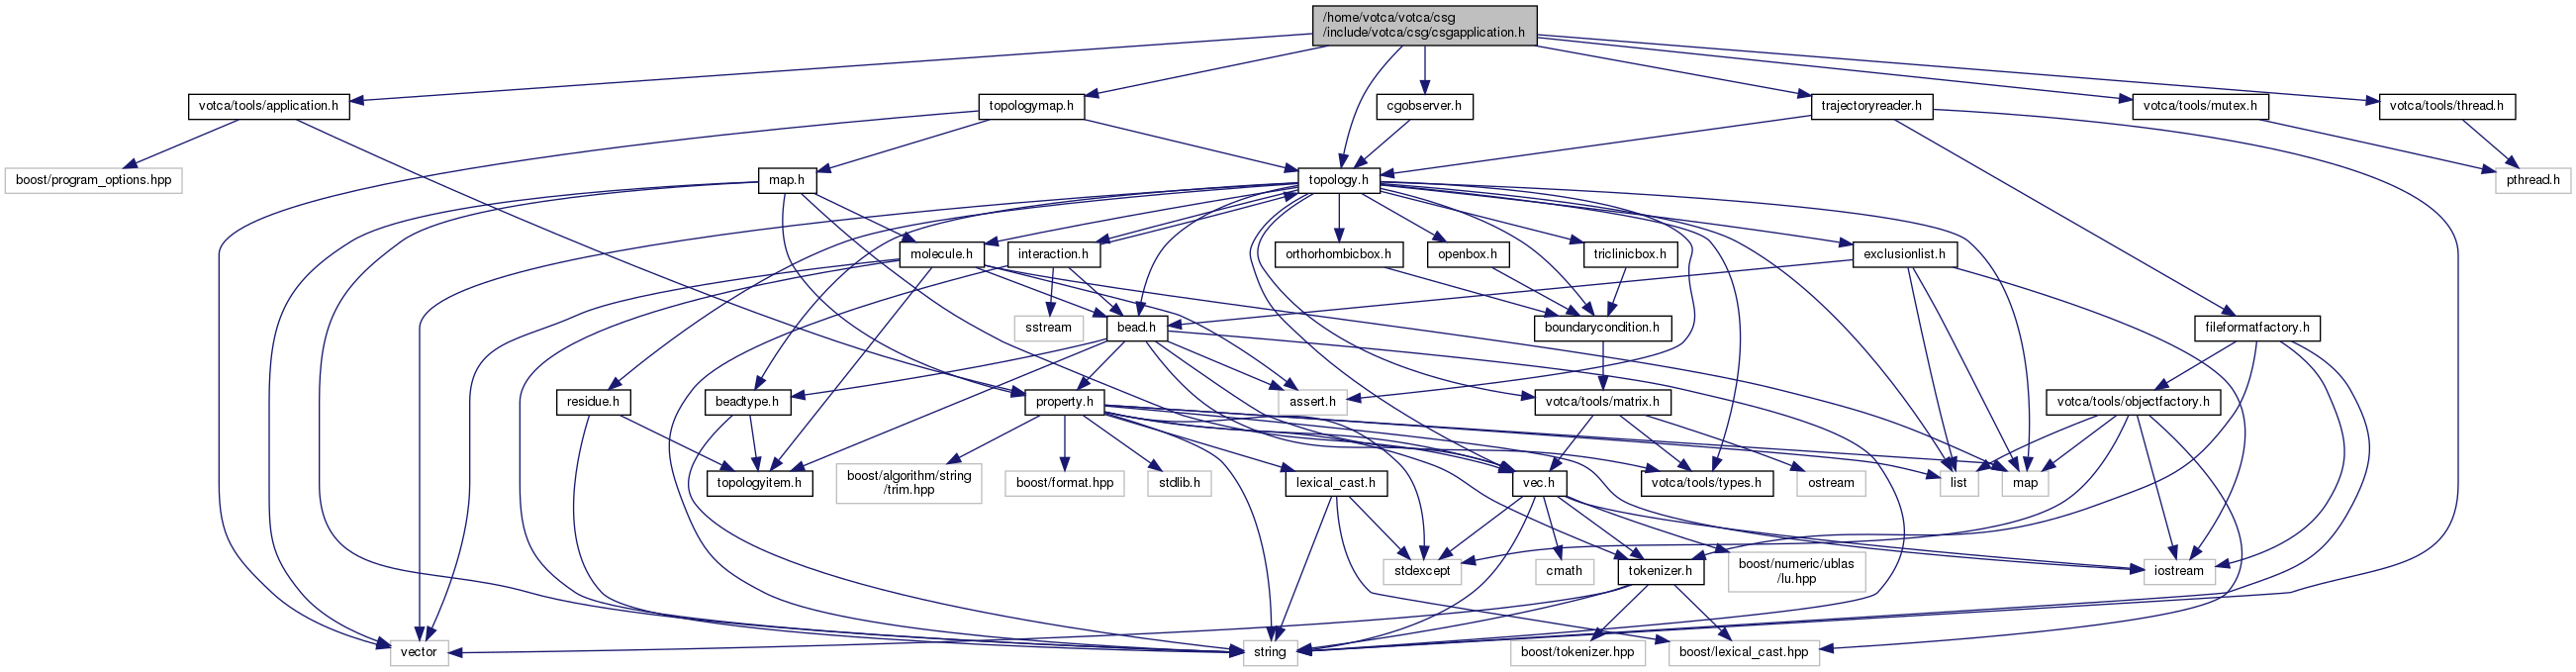 /home/votca/votca/csg
/include/votca/csg/csgapplication.h
votca/tools/application.h
topologymap.h
cgobserver.h
trajectoryreader.h
votca/tools/mutex.h
votca/tools/thread.h
boost/program_options.hpp
map.h
topology.h
pthread.h
molecule.h
interaction.h
orthorhombicbox.h
openbox.h
triclinicbox.h
exclusionlist.h
sstream
bead.h
boundarycondition.h
fileformatfactory.h
residue.h
beadtype.h
property.h
assert.h
votca/tools/matrix.h
votca/tools/objectfactory.h
topologyitem.h
boost/algorithm/string
/trim.hpp
boost/format.hpp
stdlib.h
lexical_cast.h
vec.h
votca/tools/types.h
ostream
list
map
stdexcept
cmath
tokenizer.h
boost/numeric/ublas
/lu.hpp
iostream
vector
string
boost/tokenizer.hpp
boost/lexical_cast.hpp